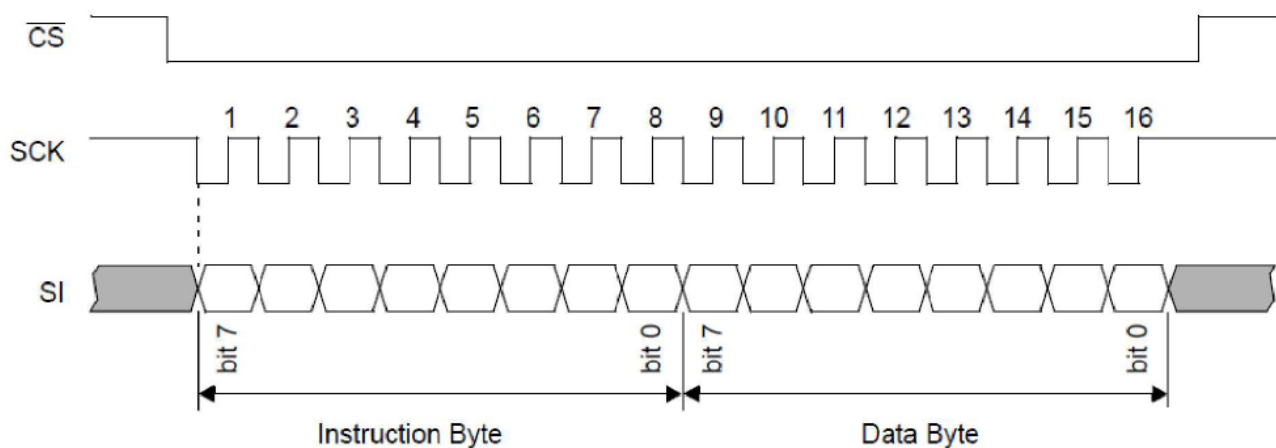 CS
1 2 3 4 5 6 7 8 9 10 11 12 13 14 15 16
SCK
SI
bit 7 bit 0 bit 7 bit 0
Instruction Byte Data Byte